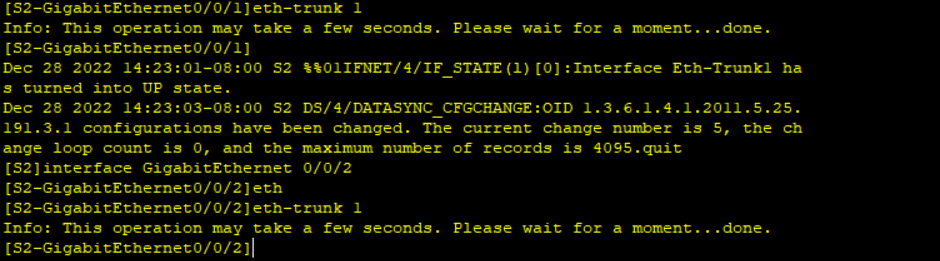 [S2-GigabitEthernet0/0/1]eth-trunk 1
Info: This operation may take a few seconds. Please wait for a moment...done.
[S2-GigabitEthernet0/0/1]
Dec 28 2022 14:23:01-08:00 S2 %%01IFNET/4/IF_STATE(l)[0]:Interface Eth-Trunk1 ha
s turned into UP state.
Dec 28 2022 14:23:03-08:00 S2 DS/4/DATASYNC_CFGCHANGE:OID 1.3.6.1.4.1.2011.5.25.
191.3.1 configurations have been changed. The current change number is 5, the ch
ange loop count is 0, and the maximum number of records is 4095.quit
[S2]interface GigabitEthernet 0/0/2
[S2-GigabitEthernet0/0/2]eth
[S2-GigabitEthernet0/0/2]eth-trunk 1
Info: This operation may take a few seconds. Please wait for a moment...done.
[S2-GigabitEthernet0/0/2]